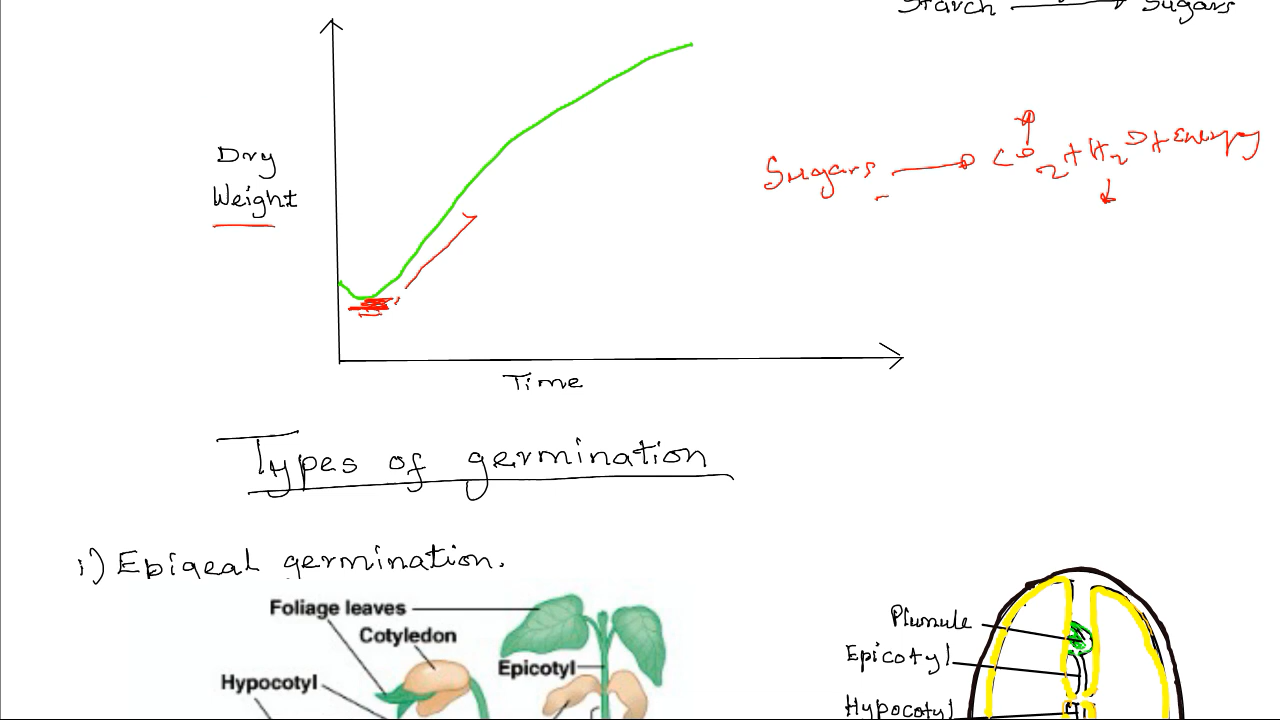 Starch → Sugars
Dry
Weight
Sugars → CO2 + H2O + Energy
Time
Types of germination
i) Epigeal germination.
Foliage leaves
Cotyledon
Epicotyl
Hypocotyl
Plumule
Epicotyl
Hypocotyl